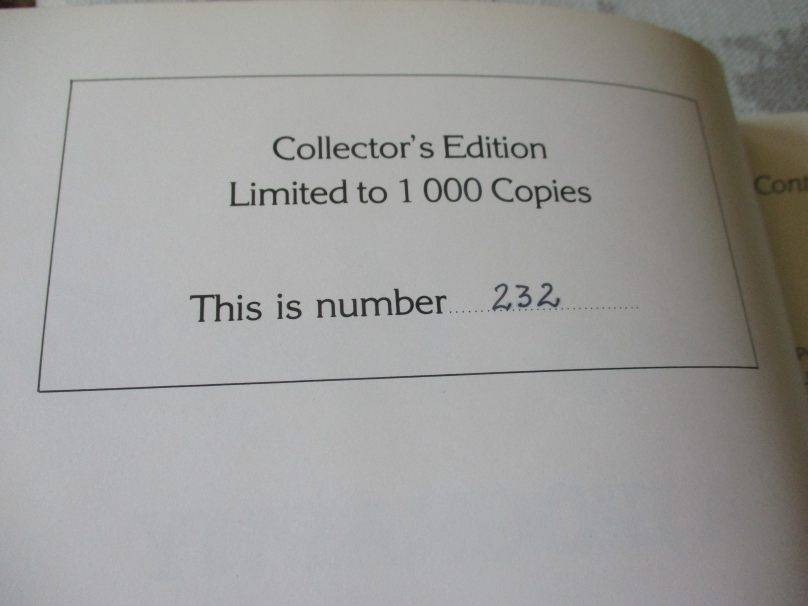 Collector's Edition
Limited to 1 000 Copies
This is number 232